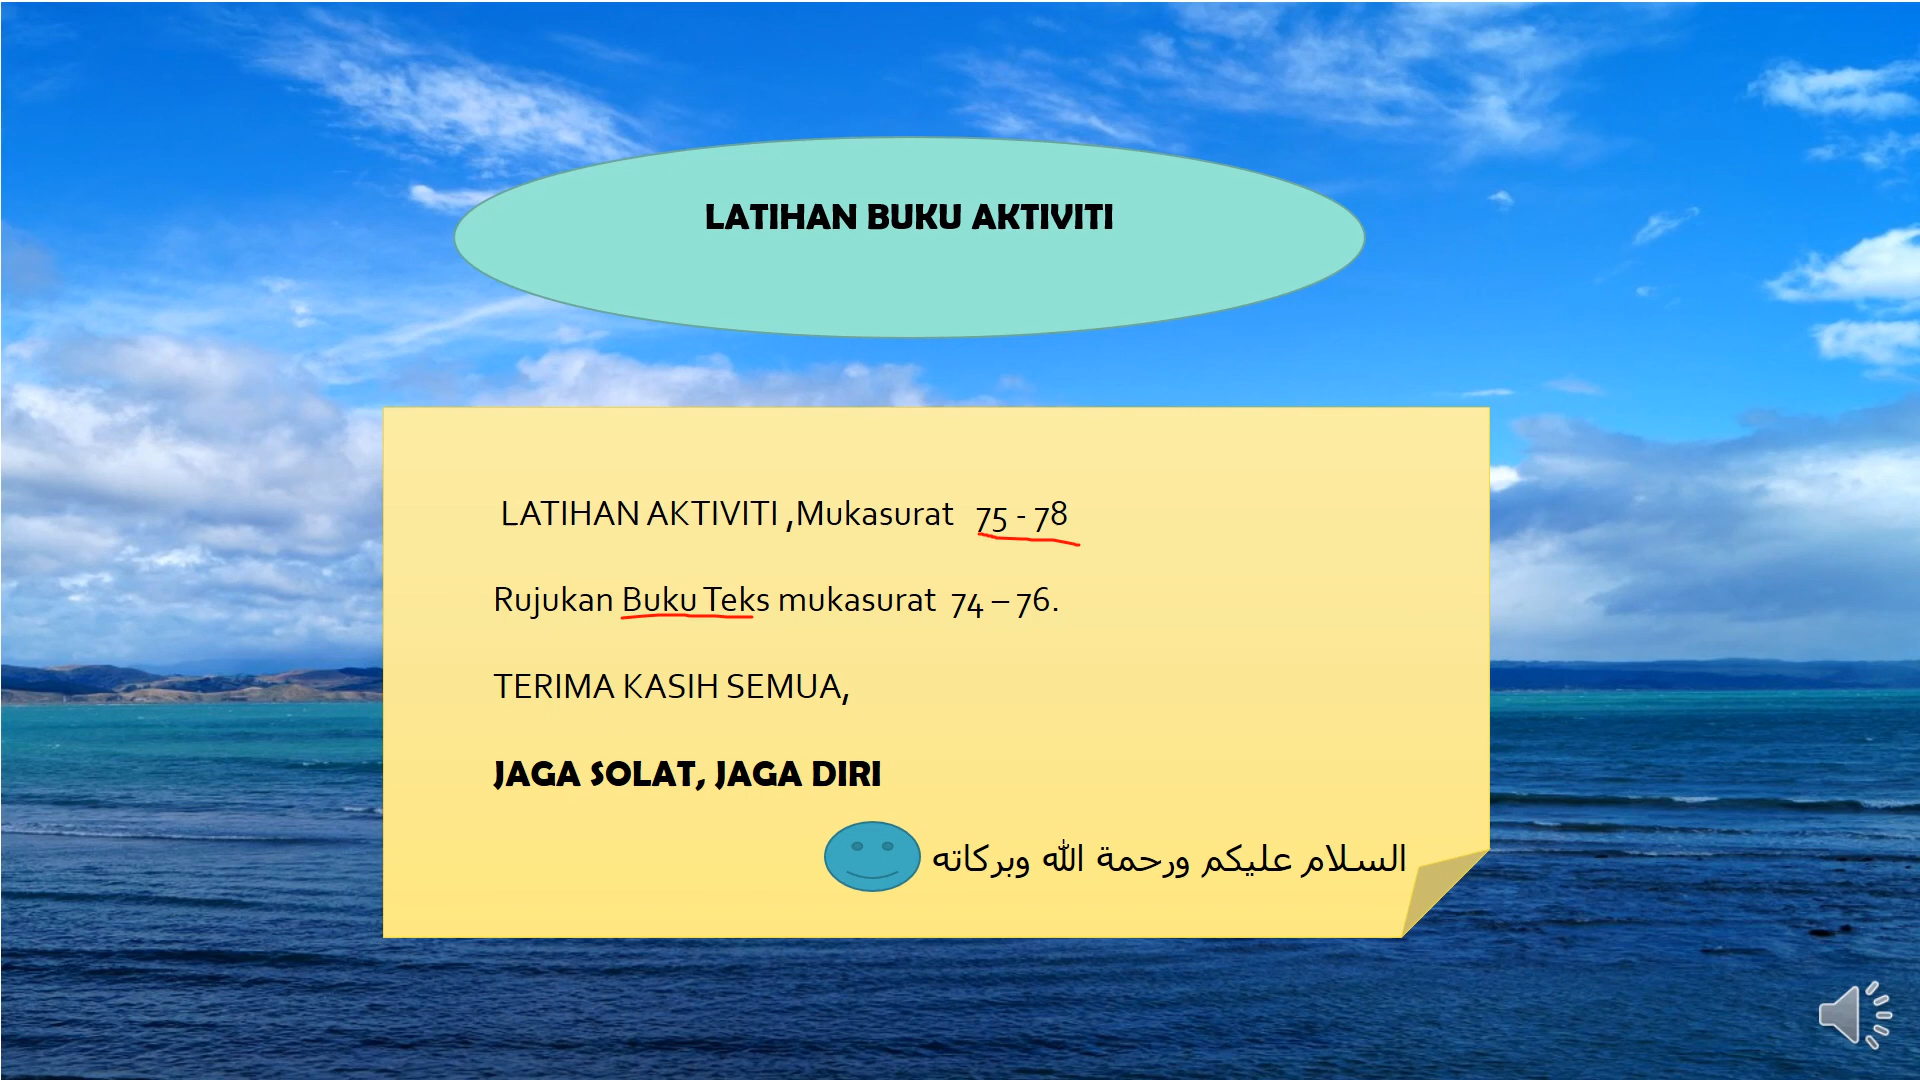 LATIHAN BUKU AKTIVITI
LATIHAN AKTIVITI ,Mukasurat 75 - 78
Rujukan Buku Teks mukasurat 74 – 76.
TERIMA KASIH SEMUA,
JAGA SOLAT, JAGA DIRI
السلام عليكم ورحمة الله وبركاته